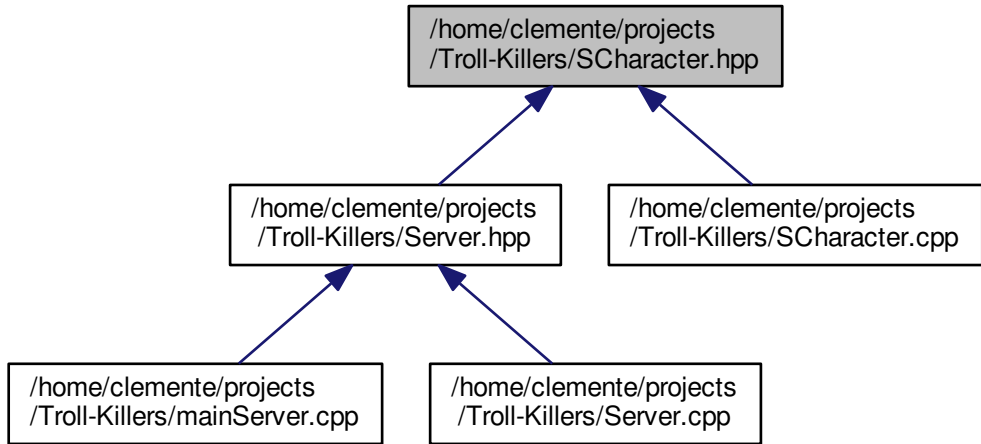 /home/clemente/projects
/Troll-Killers/SCharacter.hpp
/home/clemente/projects
/Troll-Killers/Server.hpp
/home/clemente/projects
/Troll-Killers/SCharacter.cpp
/home/clemente/projects
/Troll-Killers/mainServer.cpp
/home/clemente/projects
/Troll-Killers/Server.cpp